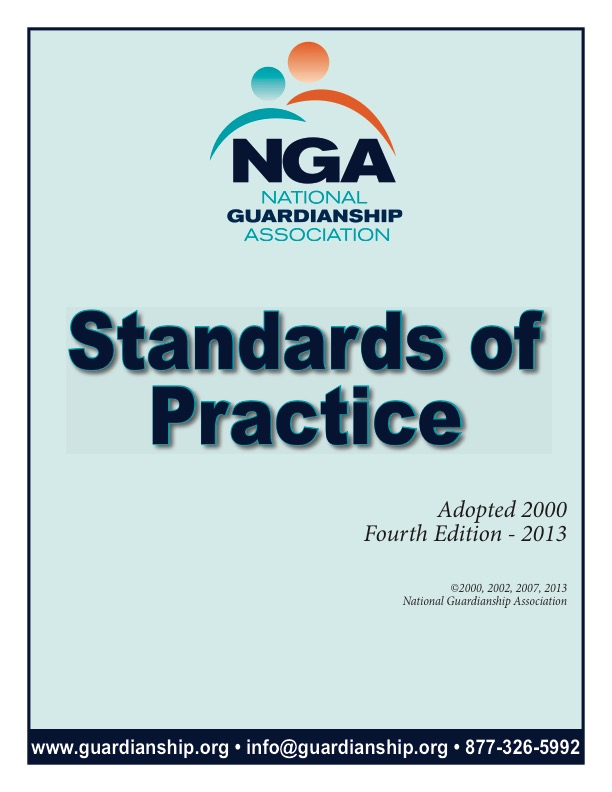 NGA
NATIONAL
GUARDIANSHIP
ASSOCIATION
Standards of
Practice
Adopted 2000
Fourth Edition - 2013
©2000, 2002, 2007, 2013
National Guardianship Association
www.guardianship.org • info@guardianship.org • 877-326-5992